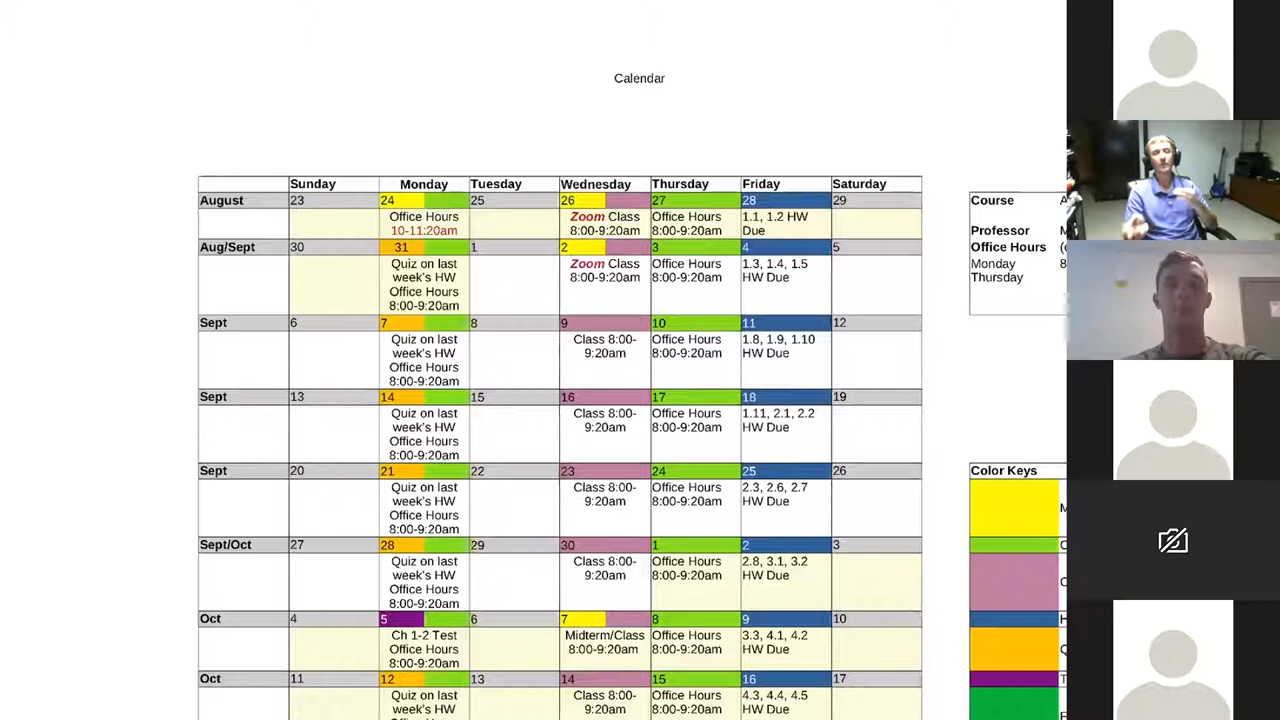 Calendar
Sunday Monday Tuesday Wednesday Thursday Friday Saturday
August 23 24 25 26 27 28 29
Office Hours Zoom Class Office Hours 1.1, 1.2 HW
10-11:20am 8:00-9:20am 8:00-9:20am Due
Aug/Sept 30 31 1 2 3 4 5
Quiz on last Zoom Class Office Hours 1.3, 1.4, 1.5
week's HW 8:00-9:20am 8:00-9:20am HW Due
Office Hours
8:00-9:20am
Sept 6 7 8 9 10 11 12
Quiz on last Class 8:00- Office Hours 1.8, 1.9, 1.10
week's HW 9:20am 8:00-9:20am HW Due
Office Hours
8:00-9:20am
Sept 13 14 15 16 17 18 19
Quiz on last Class 8:00- Office Hours 1.11, 2.1, 2.2
week's HW 9:20am 8:00-9:20am HW Due
Office Hours
8:00-9:20am
Sept 20 21 22 23 24 25 26
Quiz on last Class 8:00- Office Hours 2.3, 2.6, 2.7
week's HW 9:20am 8:00-9:20am HW Due
Office Hours
8:00-9:20am
Sept/Oct 27 28 29 30 1 2 3
Quiz on last Class 8:00- Office Hours 2.8, 3.1, 3.2
week's HW 9:20am 8:00-9:20am HW Due
Office Hours
8:00-9:20am
Oct 4 5 6 7 8 9 10
Ch 1-2 Test Midterm/Class Office Hours 3.3, 4.1, 4.2
Office Hours 8:00-9:20am 8:00-9:20am HW Due
8:00-9:20am
Oct 11 12 13 14 15 16 17
Quiz on last Class 8:00- Office Hours 4.3, 4.4, 4.5
week's HW 9:20am 8:00-9:20am HW Due
Course
Professor
Office Hours
Monday 8
Thursday
Color Keys